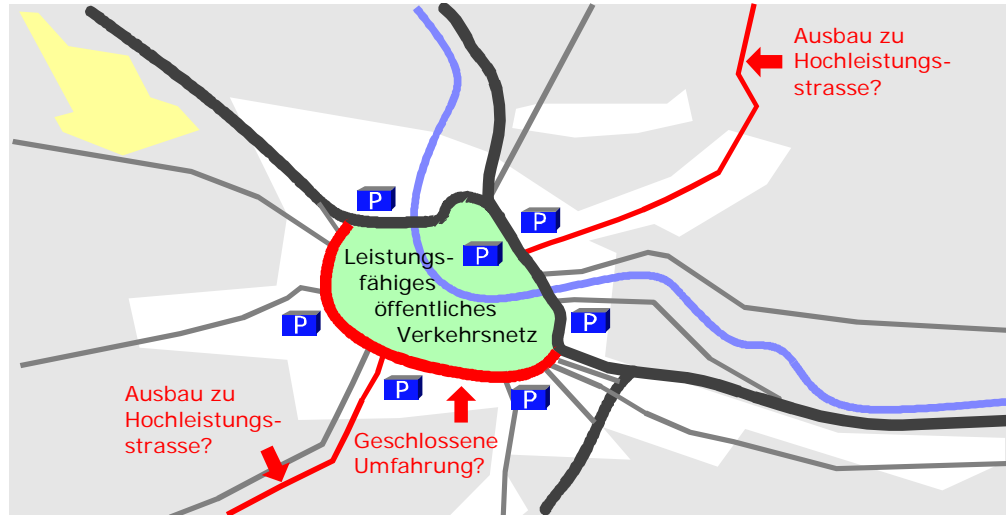 Ausbau zu
Hochleistungs-
strasse?
P
P
P
Leistungs-
fähiges
öffentliches
Verkehrsnetz
P
P
P
P
Ausbau zu
Hochleistungs-
strasse?
Geschlossene
Umfahrung?